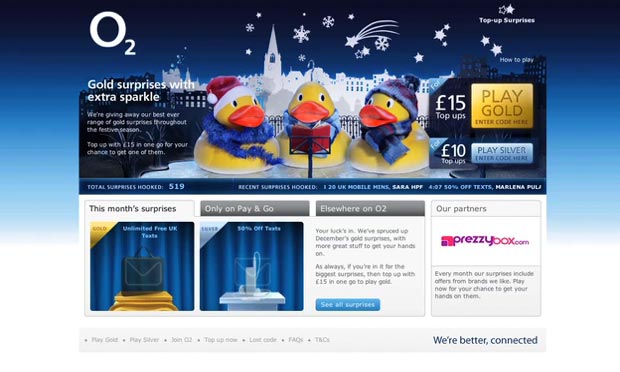 O2
Top-up Surprises
How to play
Gold surprises with
extra sparkle
We're giving away our best ever
range of gold surprises throughout
the festive season.
Top up with £15 in one go for your
chance to get one of them.
£15
Top ups
PLAY
GOLD
ENTER CODE HERE
£10
Top ups
PLAY SILVER
ENTER CODE HERE
TOTAL SURPRISES HOOKED: 519
RECENT SURPRISES HOOKED: 20 UK MOBILE MINS, SARA HPF 4:07 50% OFF TEXTS, MARLENA PULJ
This month's surprises
Only on Pay & Go
Elsewhere on O2
Our partners
GOLD
Unlimited Free UK
Texts
SILVER
50% Off Texts
Your luck's in. We've spruced up
December's gold surprises, with
more great stuff to get your hands
on.
As always, if you're in it for the
biggest surprises, then top up with
£15 in one go to play gold.
See all surprises
prezzybox.com
Every month our surprises include
offers from brands we like. Play
now for your chance to get your
hands on them.
Play Gold
Play Silver
Join O2
Top up now
Lost code
FAQs
T&Cs
We're better, connected